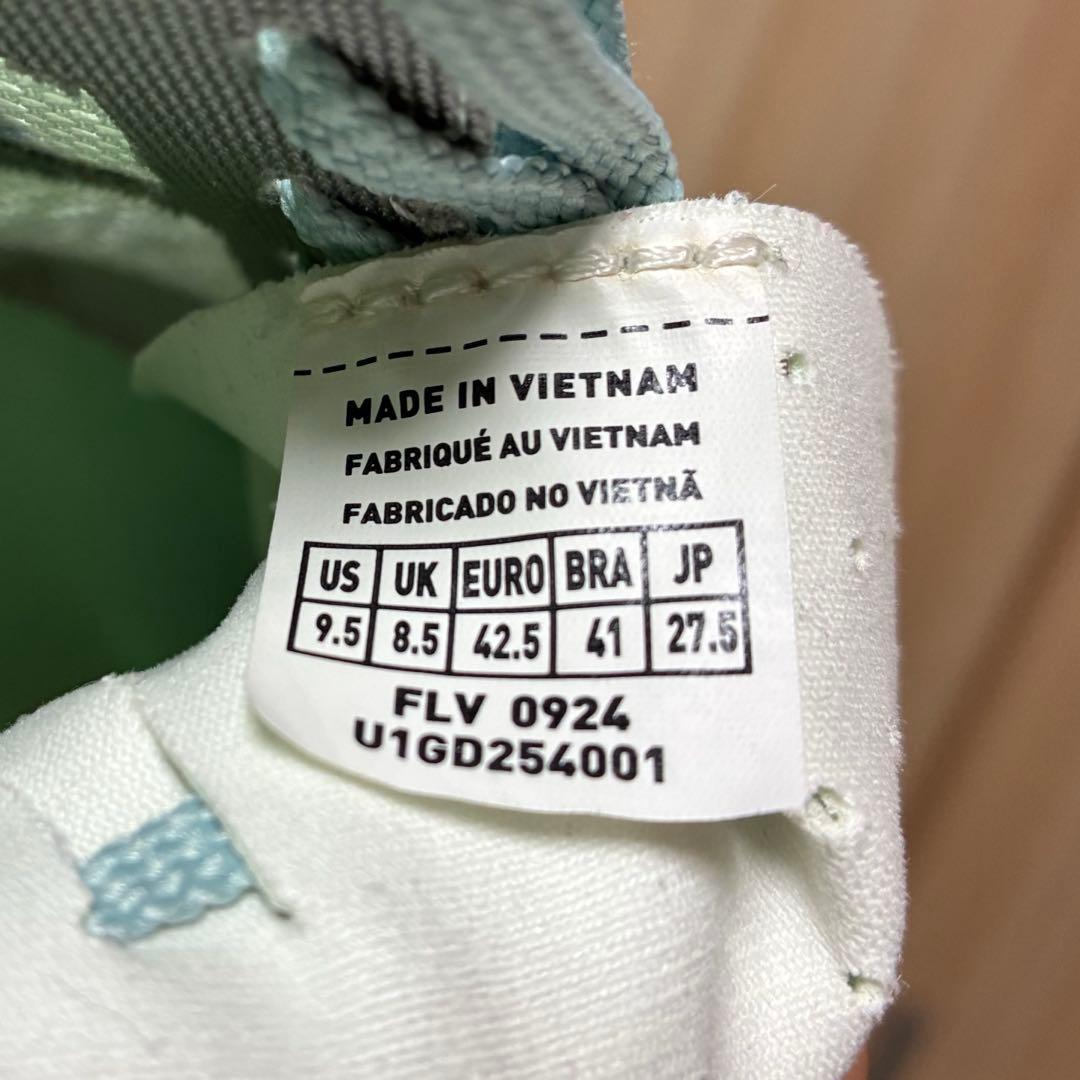 MADE IN VIETNAM
FABRIQUÉ AU VIETNAM
FABRICADO NO VIETNÃ
US UK EURO BRA JP
9.5 8.5 42.5 41 27.5
FLV 0924
U1GD254001